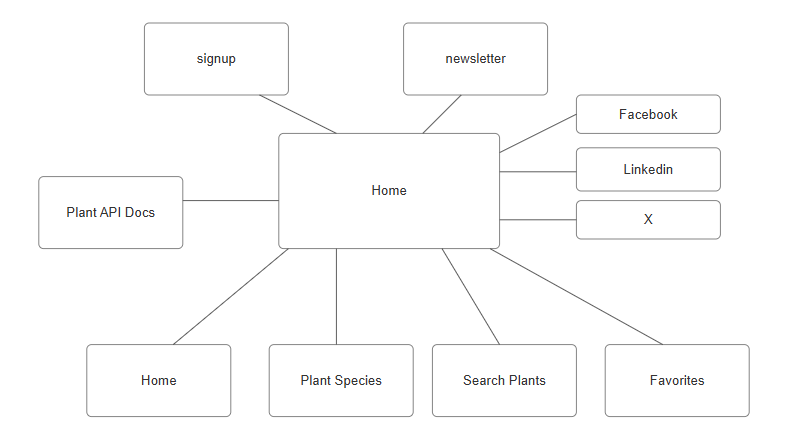 signup
newsletter
Facebook
Linkedin
Home
Plant API Docs
X
Home
Plant Species
Search Plants
Favorites